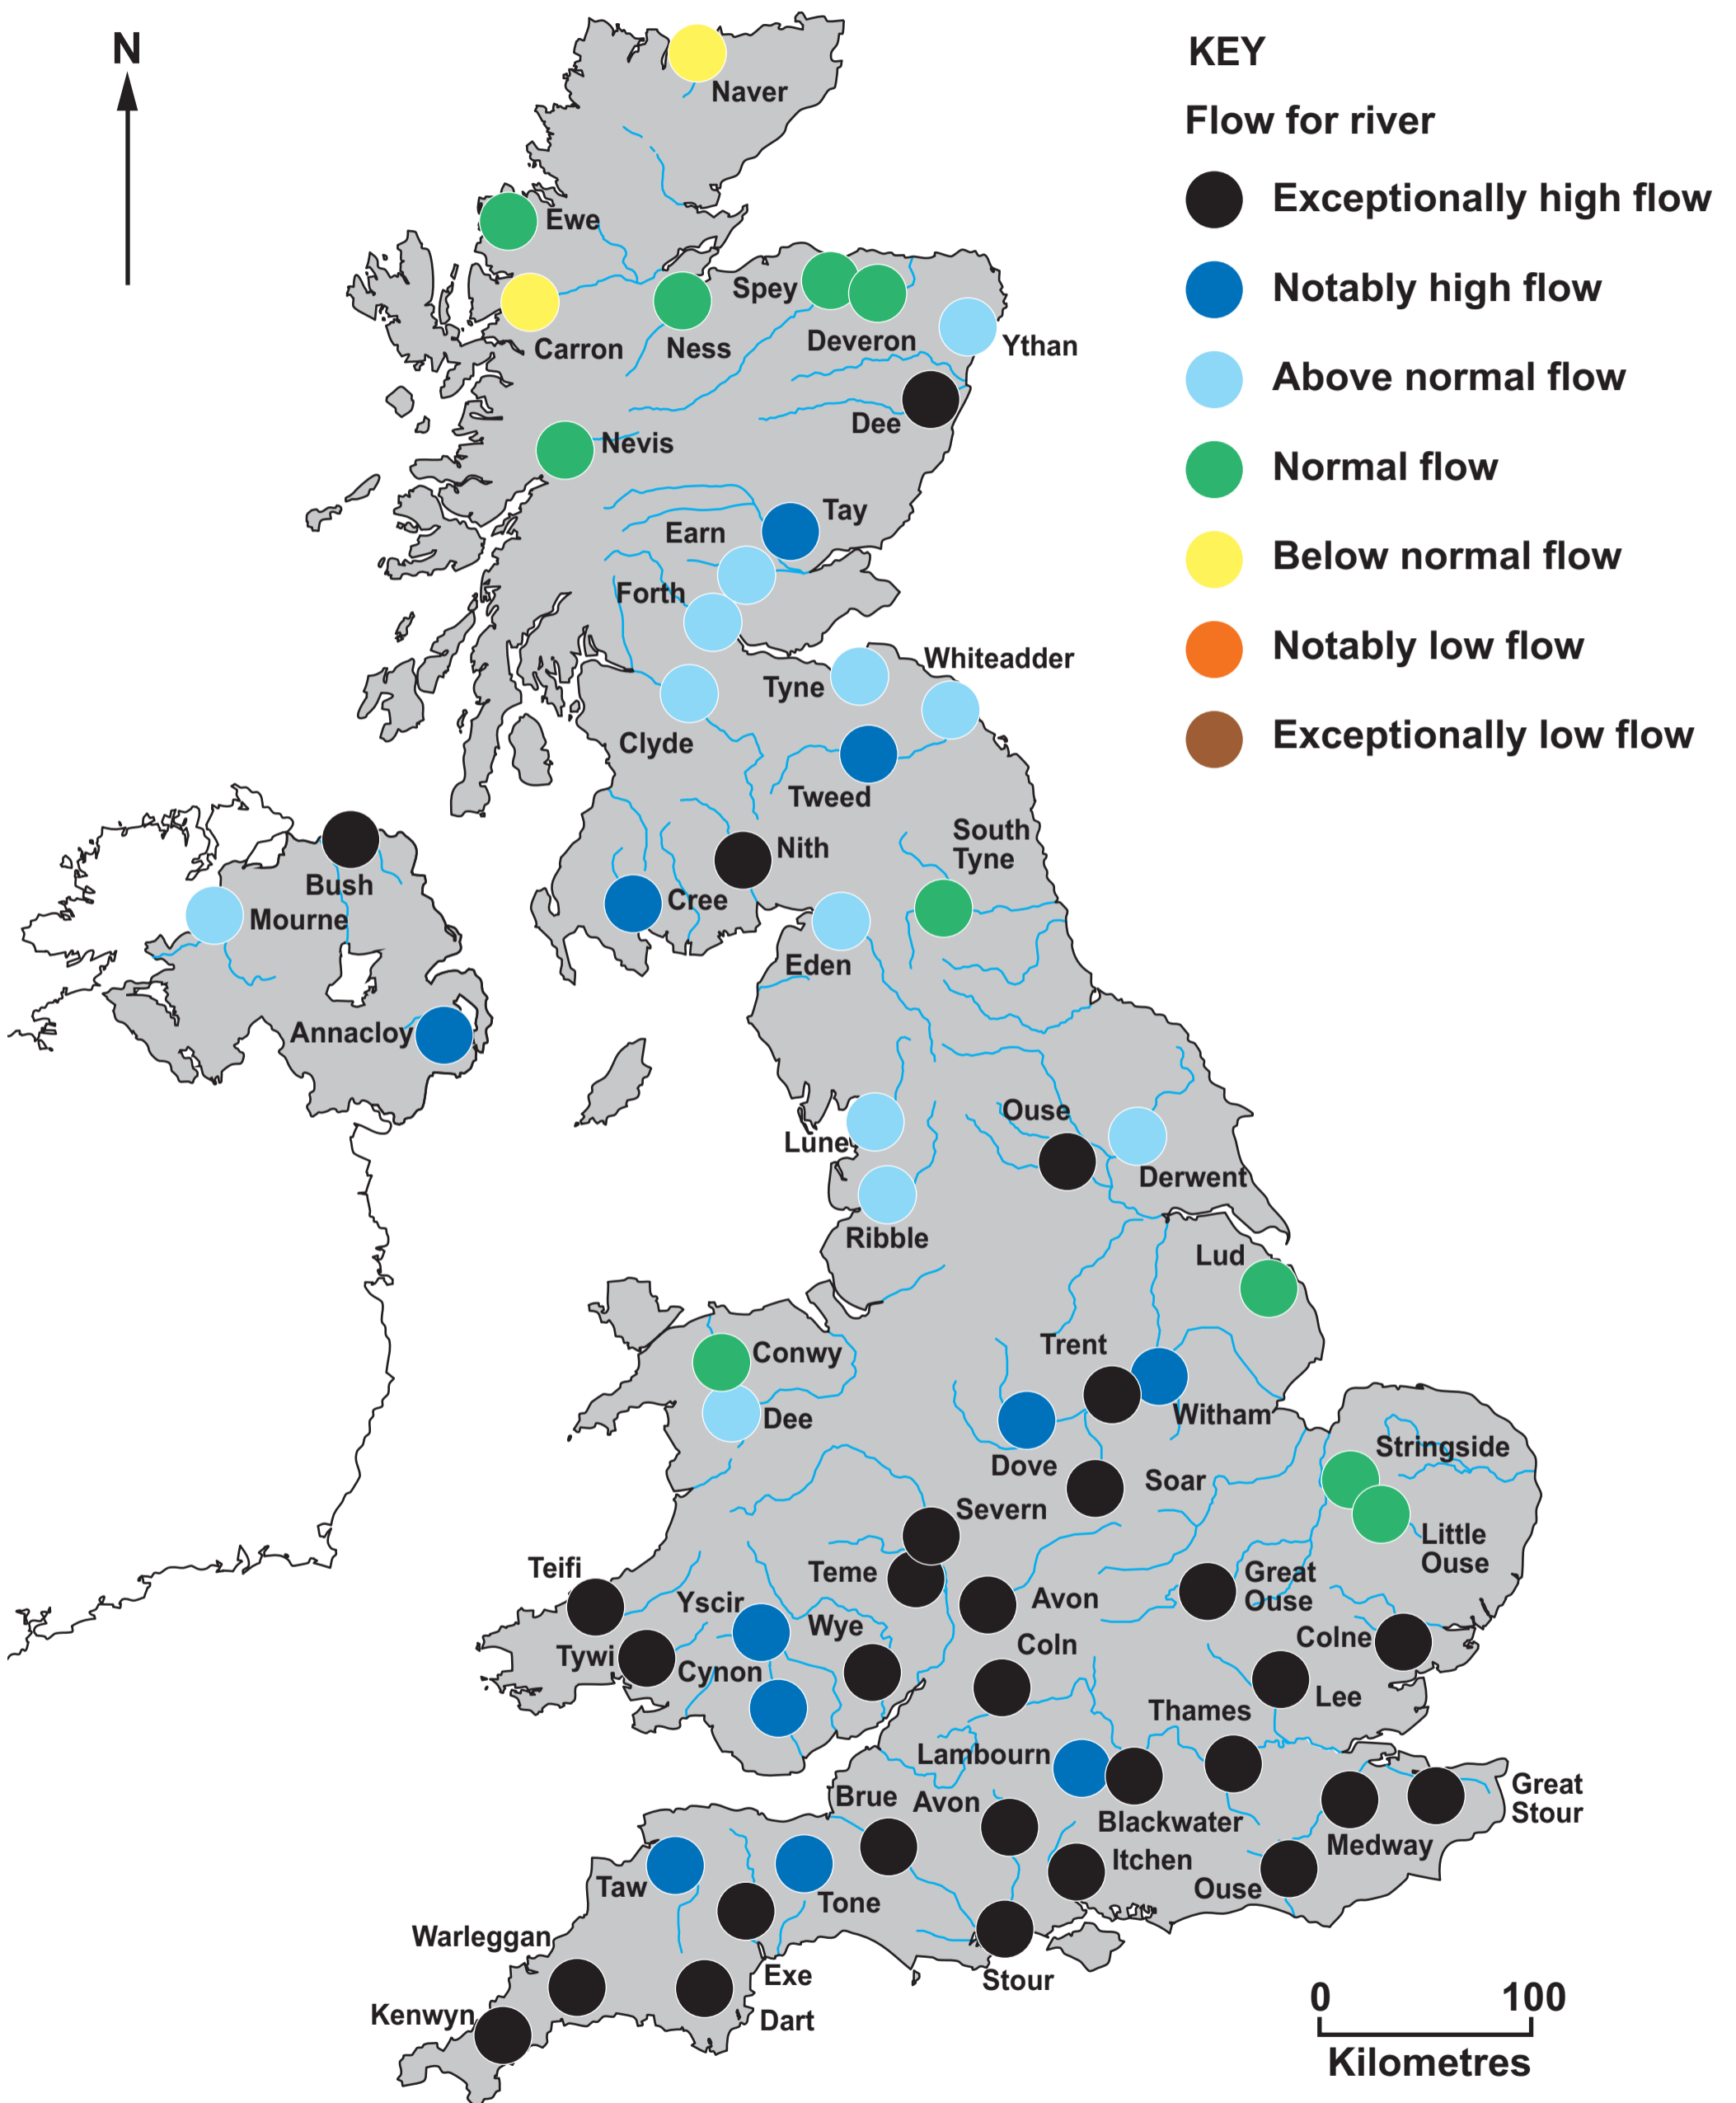 N
KEY
Flow for river
Exceptionally high flow
Notably high flow
Above normal flow
Normal flow
Below normal flow
Notably low flow
Exceptionally low flow
Naver
Ewe
Carron
Ness
Spey
Deveron
Ythan
Dee
Nevis
Tay
Earn
Forth
Whiteadder
Tyne
Clyde
Tweed
South
Tyne
Nith
Cree
Bush
Mourne
Eden
Annacloy
Ouse
Lune
Derwent
Ribble
Lud
Trent
Conwy
Dee
Witham
Dove
Soar
Stringside
Severn
Little
Ouse
Teifi
Teme
Great
Ouse
Avon
Yscir
Wye
Colne
Coln
Tywi
Cynon
Lee
Thames
Lambourn
Brue
Avon
Great
Stour
Blackwater
Medway
Itchen
Ouse
Taw
Tone
Warleggan
Exe
Stour
Kenwyn
Dart
0 100
Kilometres